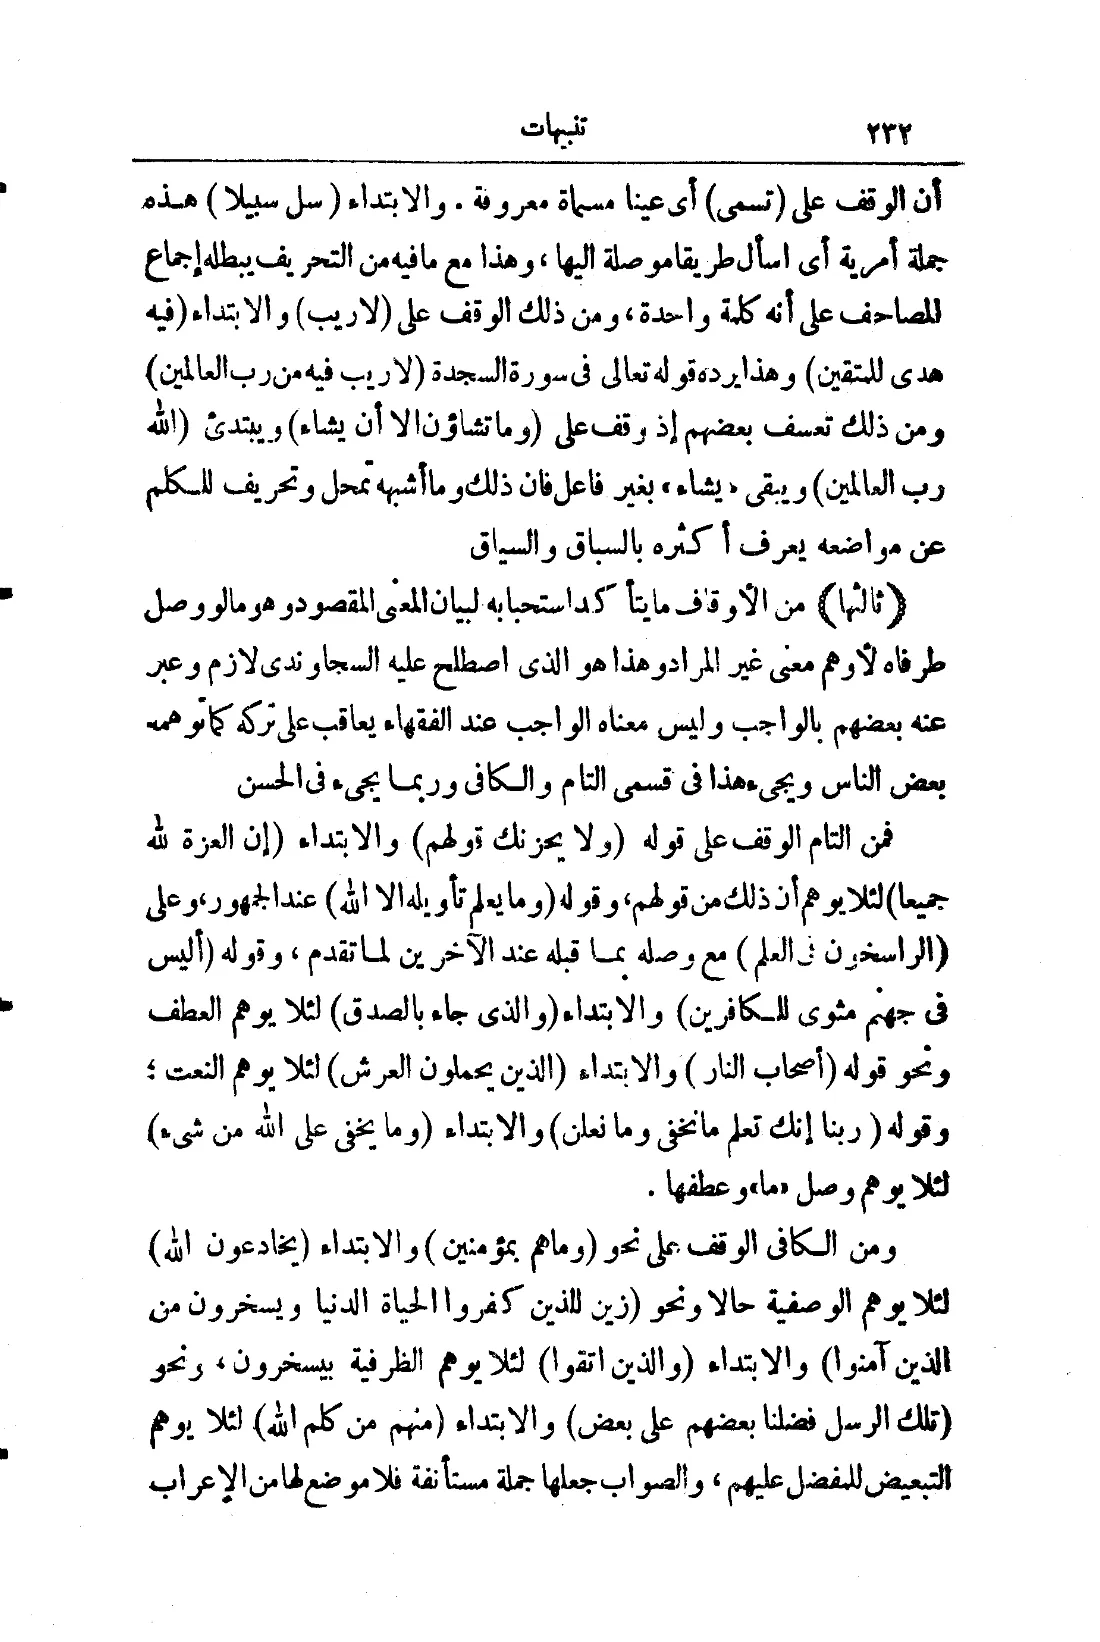 ٢٣٢ تنبيهات
أن الوقف على (تسمى) أى عينا مسماة معروفة . والابتداء (سل سبيلا) هذه
جملة أمرية أى اسأل طريقا موصلة اليها ، وهذا مع ما فيه من التحريف يبطله إجماع
المصاحف على أنه كلمة واحدة ، ومن ذلك الوقف على (لا ريب) والابتداء (فيه
هدى للمتقين) وهذا يرده قوله تعالى فى سورة السجدة (لا ريب فيه من رب العالمين)
ومن ذلك تعسف بعضهم إذ وقف على (وما تشاؤن الا أن يشاء) ويبتدئ (الله
رب العالمين) ويبقى «يشاء» بغير فاعل فان ذلك وما أشبهه تمحل وتحريف للكلم
عن مواضعه يعرف أكثره بالسباق والسياق
(ثالثها) من الأوقاف ما يتأكد استحبابه لبيان المعنى المقصود وهو مالو وصل
طرفاه لأوهم معنى غير المراد وهذا هو الذى اصطلح عليه السجاوندى لازم وعبر
عنه بعضهم بالواجب وليس معناه الواجب عند الفقهاء يعاقب على تركه كما توهمه
بعض الناس ويجىء هذا فى قسمى التام والكافى وربما يجىء فى الحسن
فمن التام الوقف على قوله (ولا يحزنك قولهم) والابتداء (إن العزة لله
جميعا) لئلا يوهم أن ذلك من قولهم، وقوله (وما يعلم تأويله الا الله) عند الجمهور، وعلى
(الراسخون فى العلم) مع وصله بما قبله عند الآخرين لما تقدم ، وقوله (أليس
فى جهنم مثوى للكافرين) والابتداء (والذى جاء بالصدق) لئلا يوهم العطف
ونحو قوله (أصحاب النار) والابتداء (الذين يحملون العرش) لئلا يوهم النعت ؛
وقوله (ربنا إنك تعلم ما نخفى وما نعلن) والابتداء (وما يخفى على الله من شىء)
لئلا يوهم وصل «ما» وعطفها .
ومن الكافى الوقف على نحو (وما هم بمؤمنين) والابتداء (يخادعون الله)
لئلا يوهم الوصفية حالا ونحو (زين للذين كفروا الحياة الدنيا ويسخرون من
الذين آمنوا) والابتداء (والذين اتقوا) لئلا يوهم الظرفية بيسخرون ، ونحو
(تلك الرسل فضلنا بعضهم على بعض) والابتداء (منهم من كلم الله) لئلا يوهم
التبعيض للمفضل عليهم ، والصواب جعلها جملة مستأنفة فلا موضع لها من الإعراب